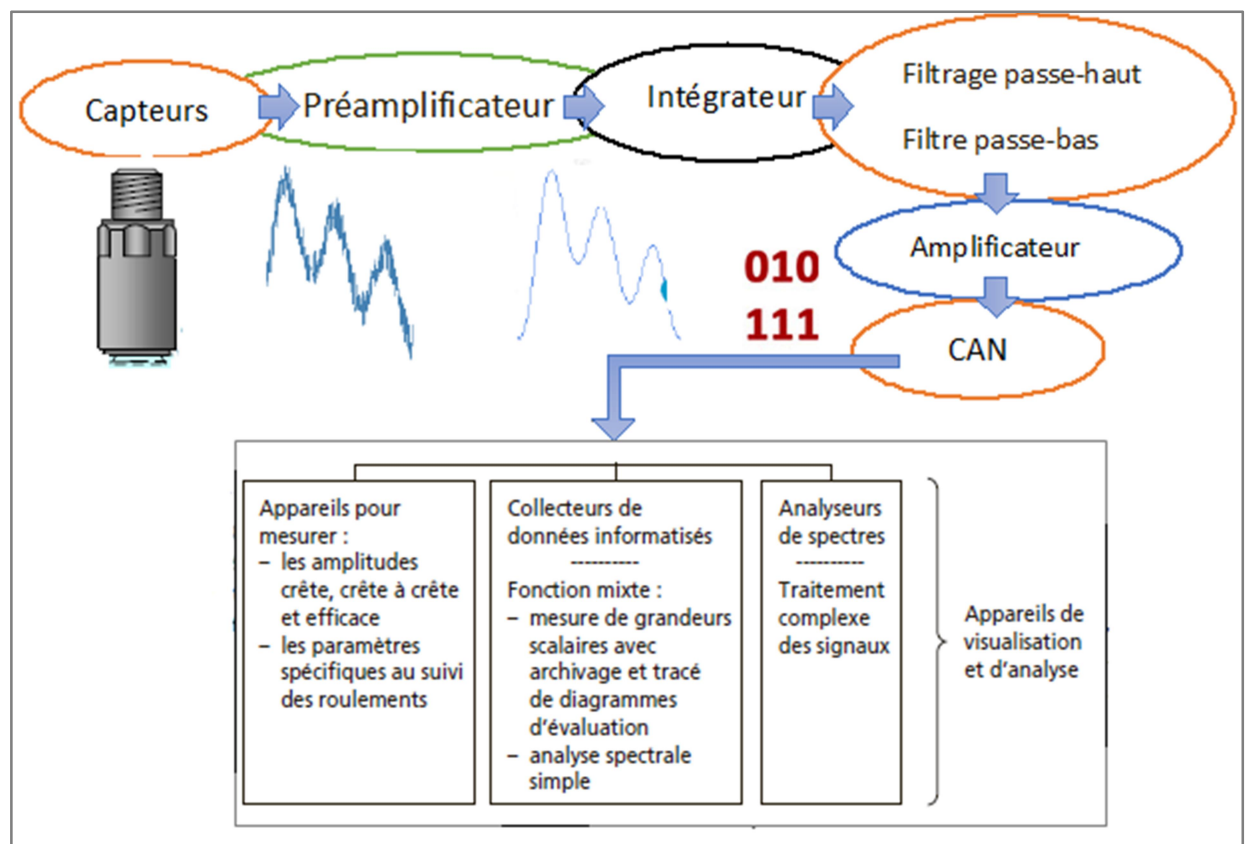 Capteurs
Préamplificateur
Intégrateur
Filtrage passe-haut
Filtre passe-bas
Amplificateur
010
111
CAN
Appareils pour
mesurer :
– les amplitudes
crête, crête à crête
et efficace
– les paramètres
spécifiques au suivi
des roulements
Collecteurs de
données informatisés
----------
Fonction mixte :
– mesure de grandeurs
scalaires avec
archivage et tracé
de diagrammes
d'évaluation
– analyse spectrale
simple
Analyseurs
de spectres
----------
Traitement
complexe
des signaux
Appareils de
visualisation
et d'analyse